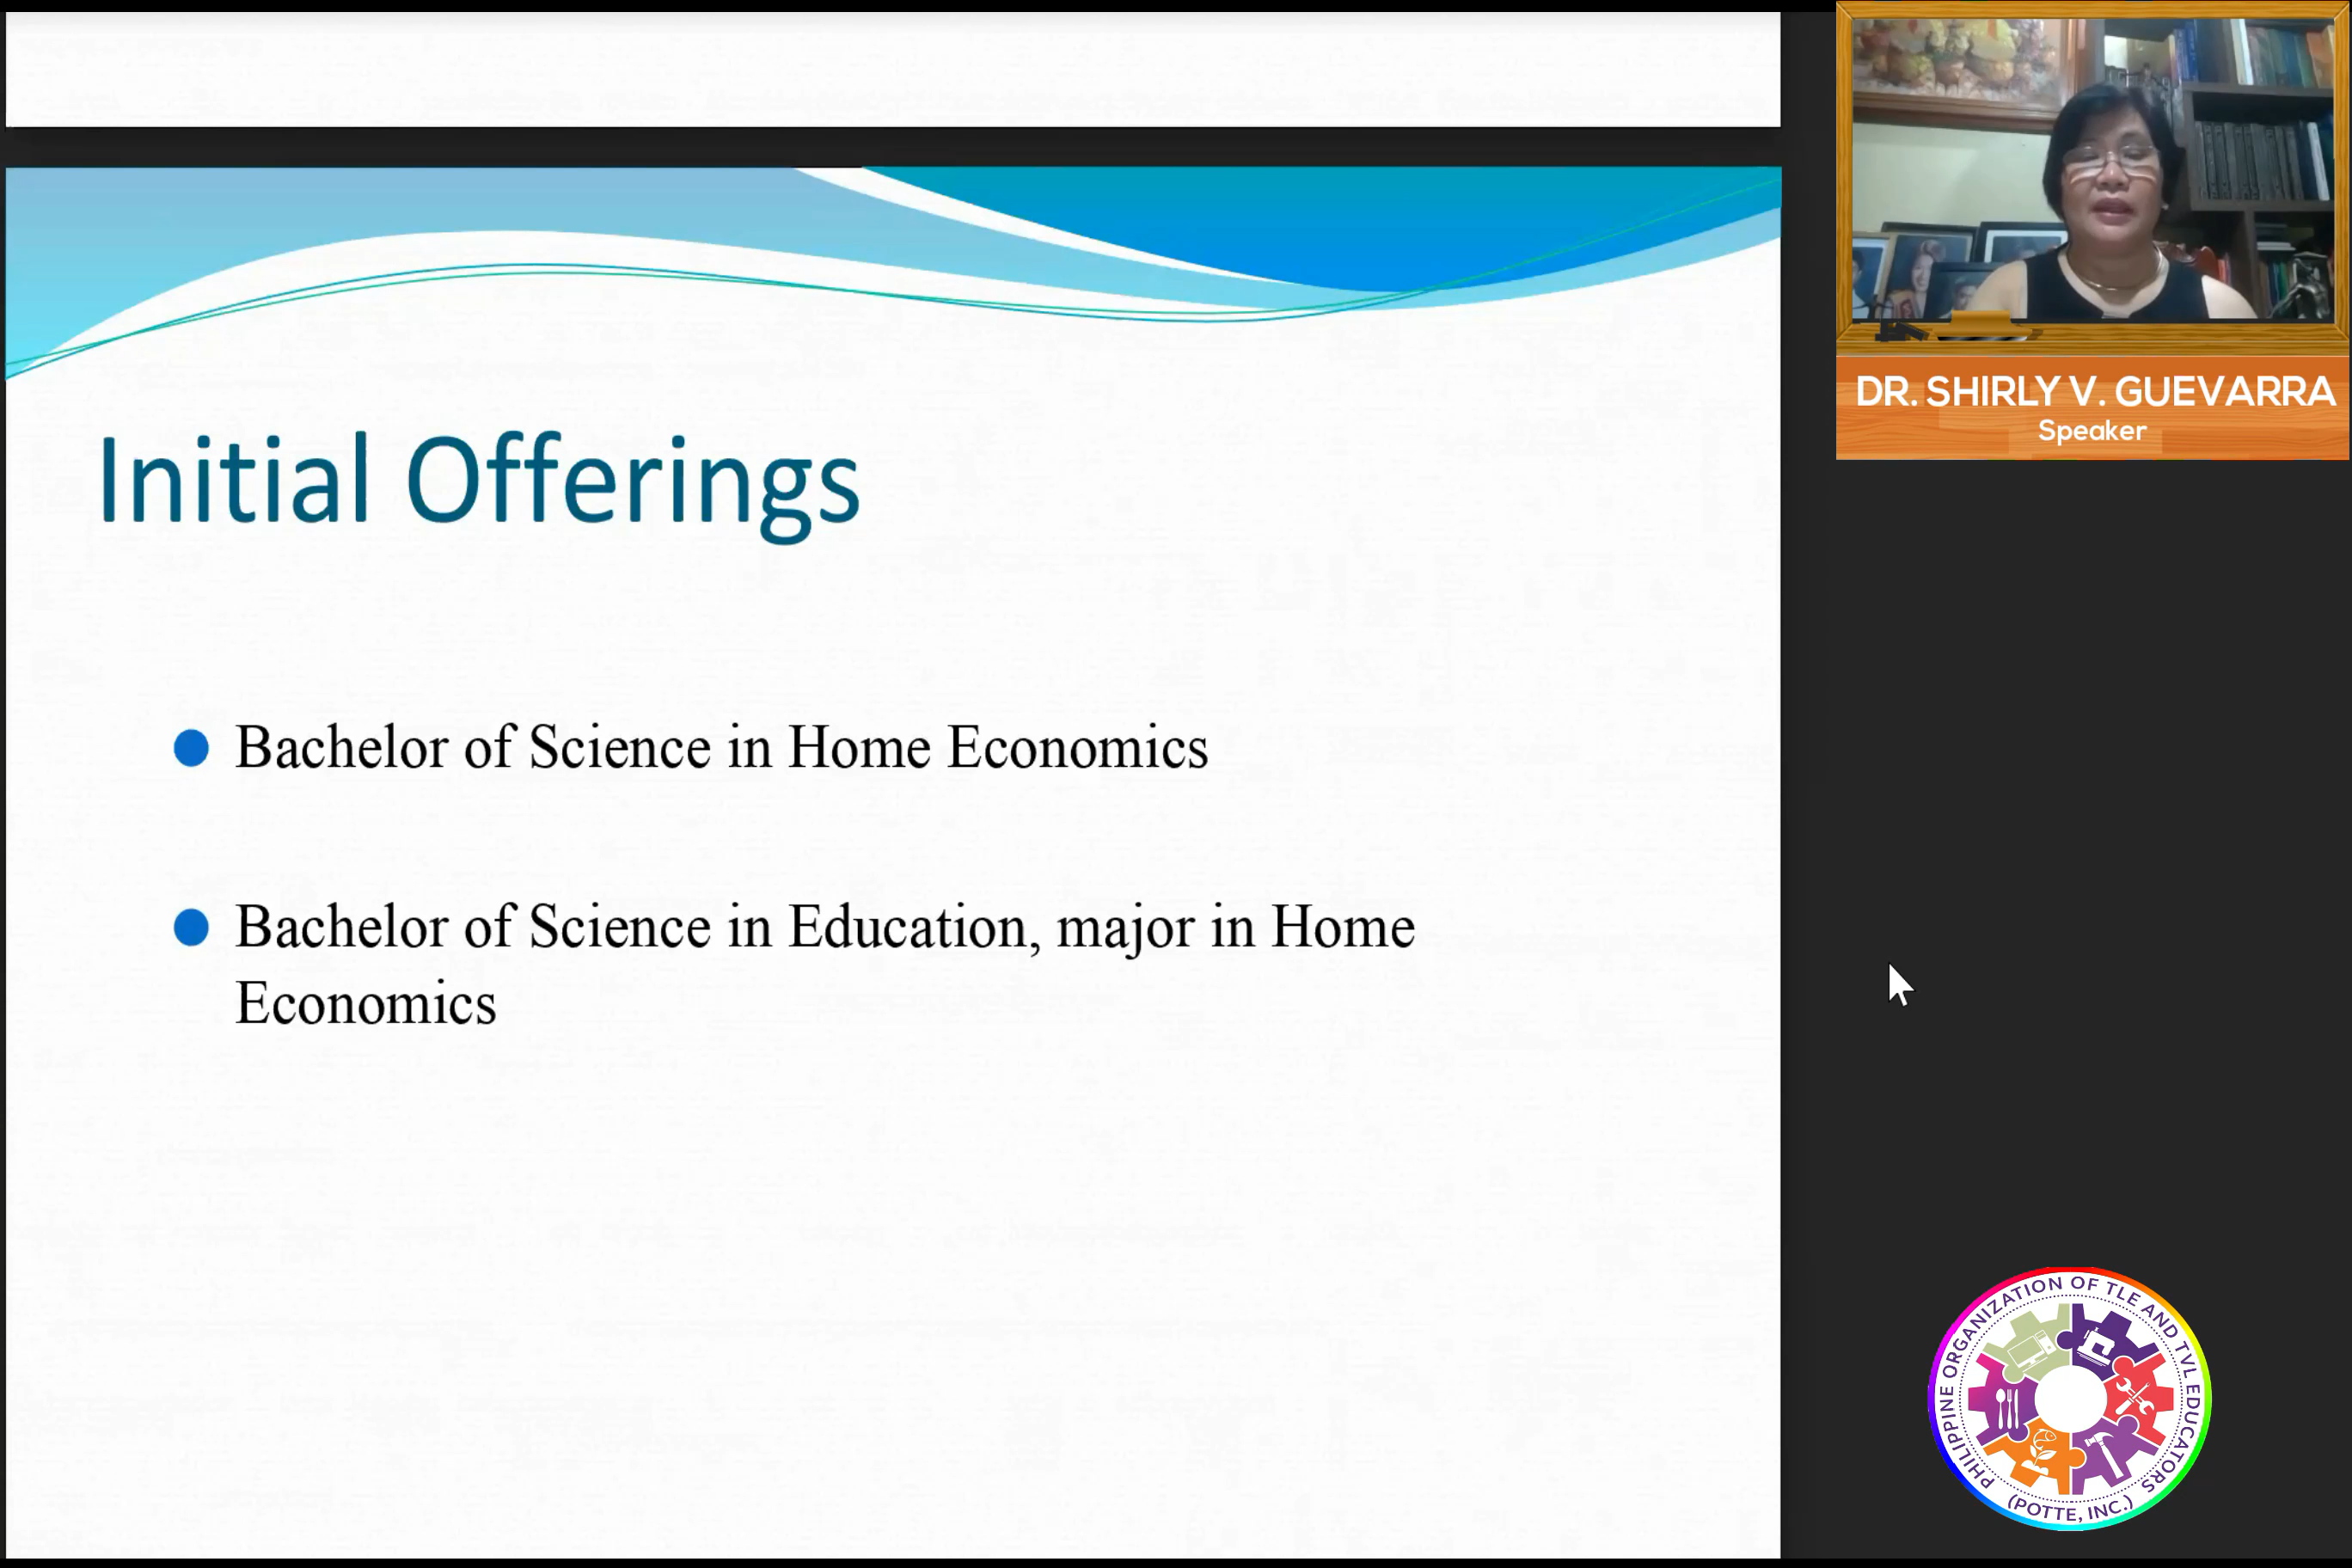 Initial Offerings
Bachelor of Science in Home Economics
Bachelor of Science in Education, major in Home
Economics
DR. SHIRLY V. GUEVARRA
Speaker
PHILIPPINE ORGANIZATION OF TLE AND TVL EDUCATORS
(POTTE, INC.)